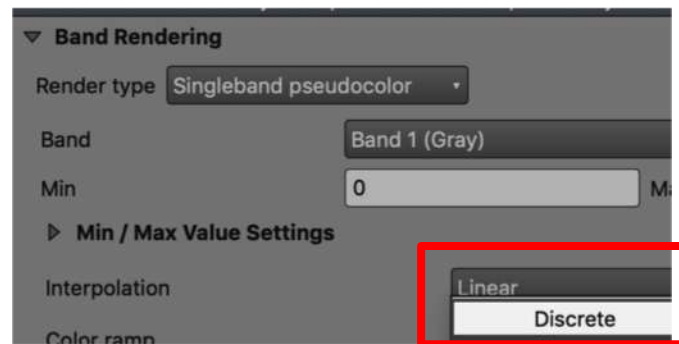 Band Rendering
Render type Singleband pseudocolor
Band Band 1 (Gray)
Min 0
Min / Max Value Settings
Interpolation Linear
Discrete
Color ramp